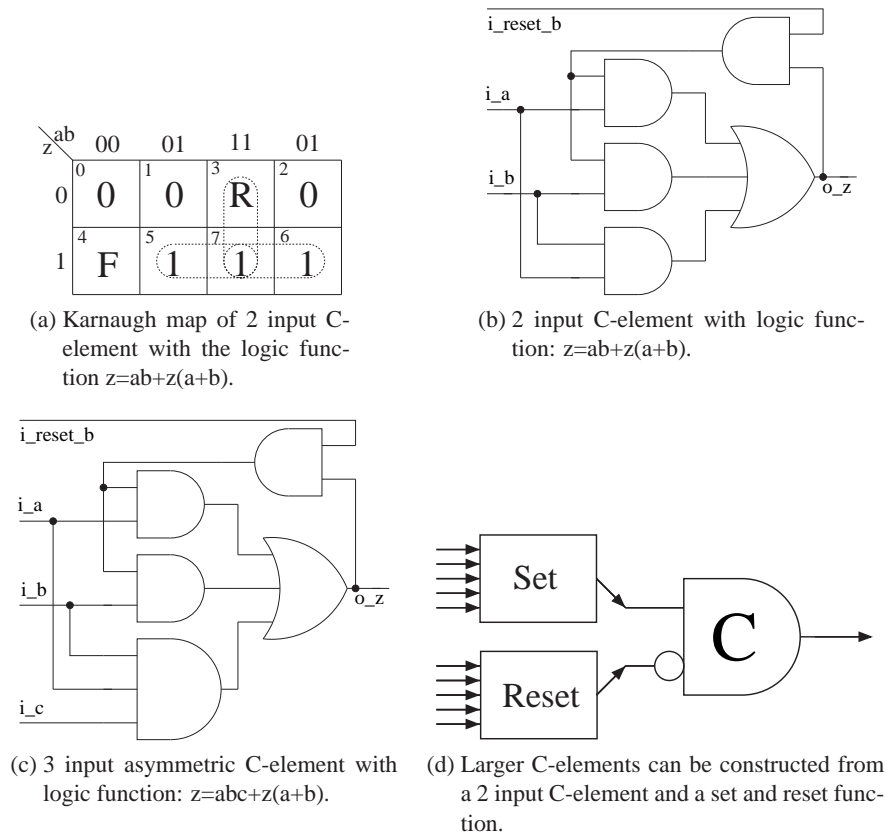 i_reset_b
i_a
i_b
o_z
ab
z
00 01 11 01
0 1 3 2
0 0 0 R 0
4 5 7 6
1 F 1 1 1
(a) Karnaugh map of 2 input C-
element with the logic func-
tion z=ab+z(a+b).
(b) 2 input C-element with logic func-
tion: z=ab+z(a+b).
i_reset_b
i_a
i_b
o_z
i_c
Set
C
Reset
(c) 3 input asymmetric C-element with
logic function: z=abc+z(a+b).
(d) Larger C-elements can be constructed from
a 2 input C-element and a set and reset func-
tion.